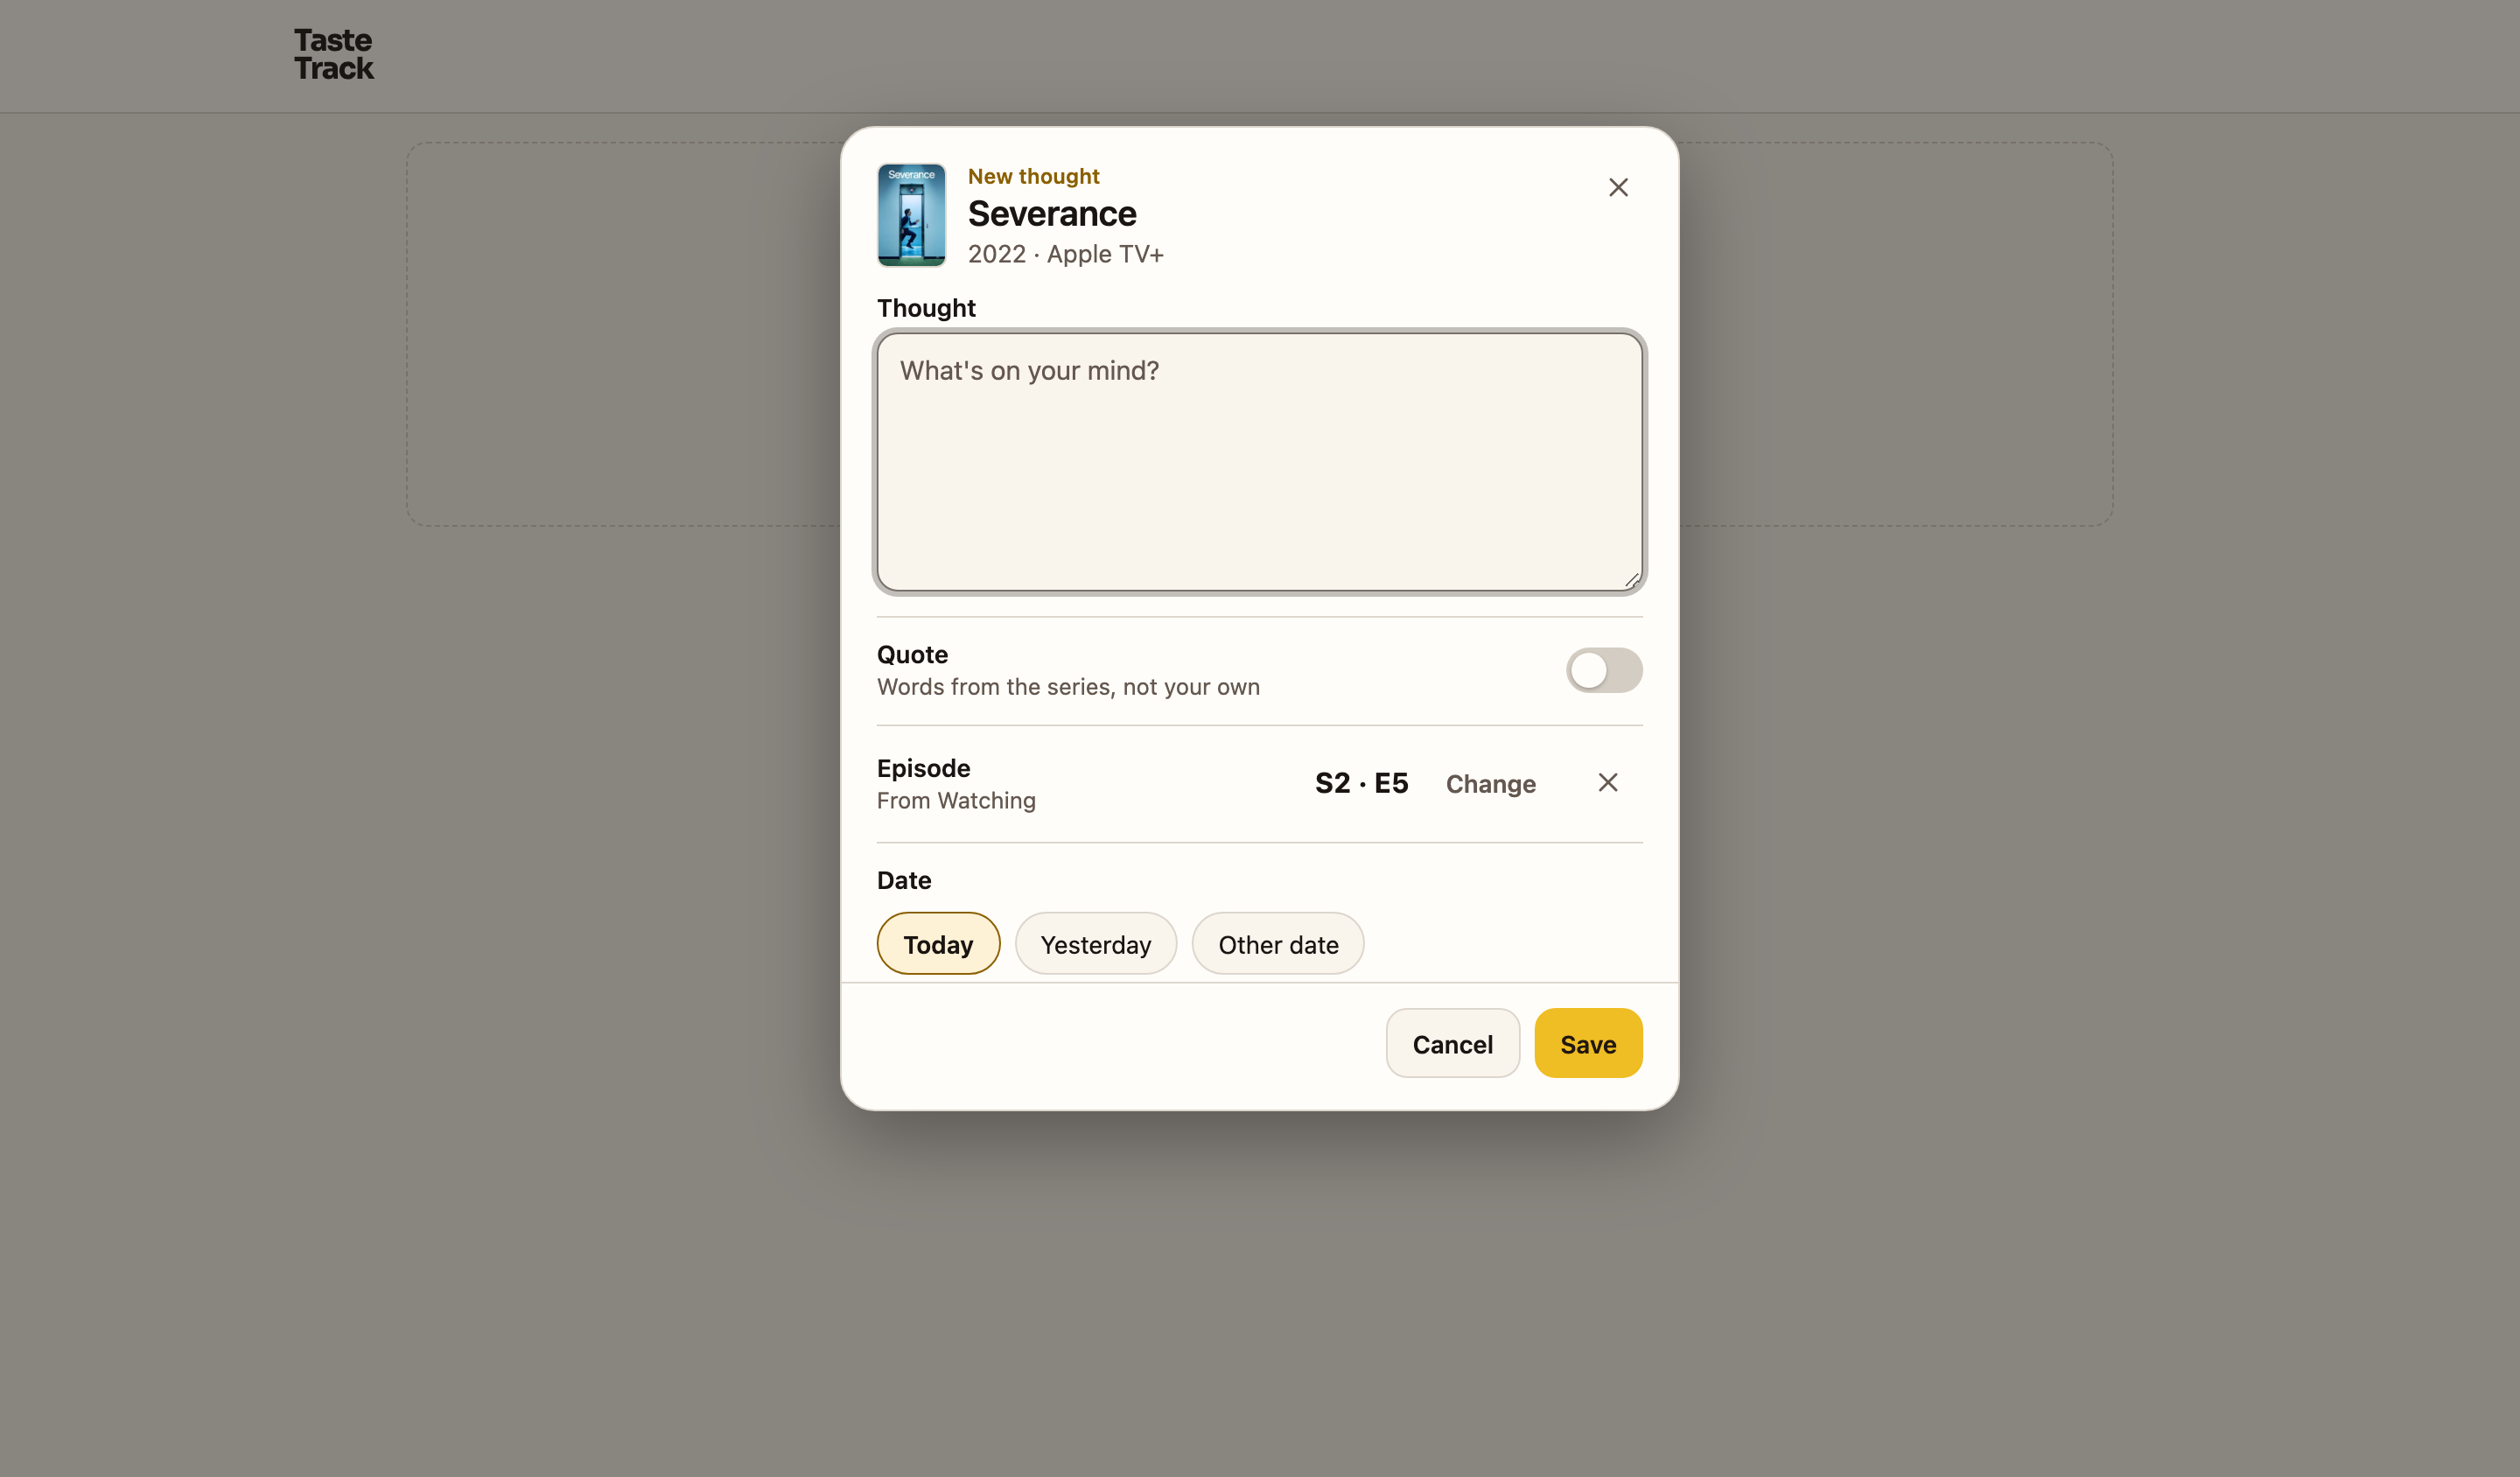 Taste
Track
Severance
New thought
Severance
2022 · Apple TV+
Thought
What's on your mind?
Quote
Words from the series, not your own
Episode
From Watching
S2 · E5
Change
Date
Today
Yesterday
Other date
Cancel
Save